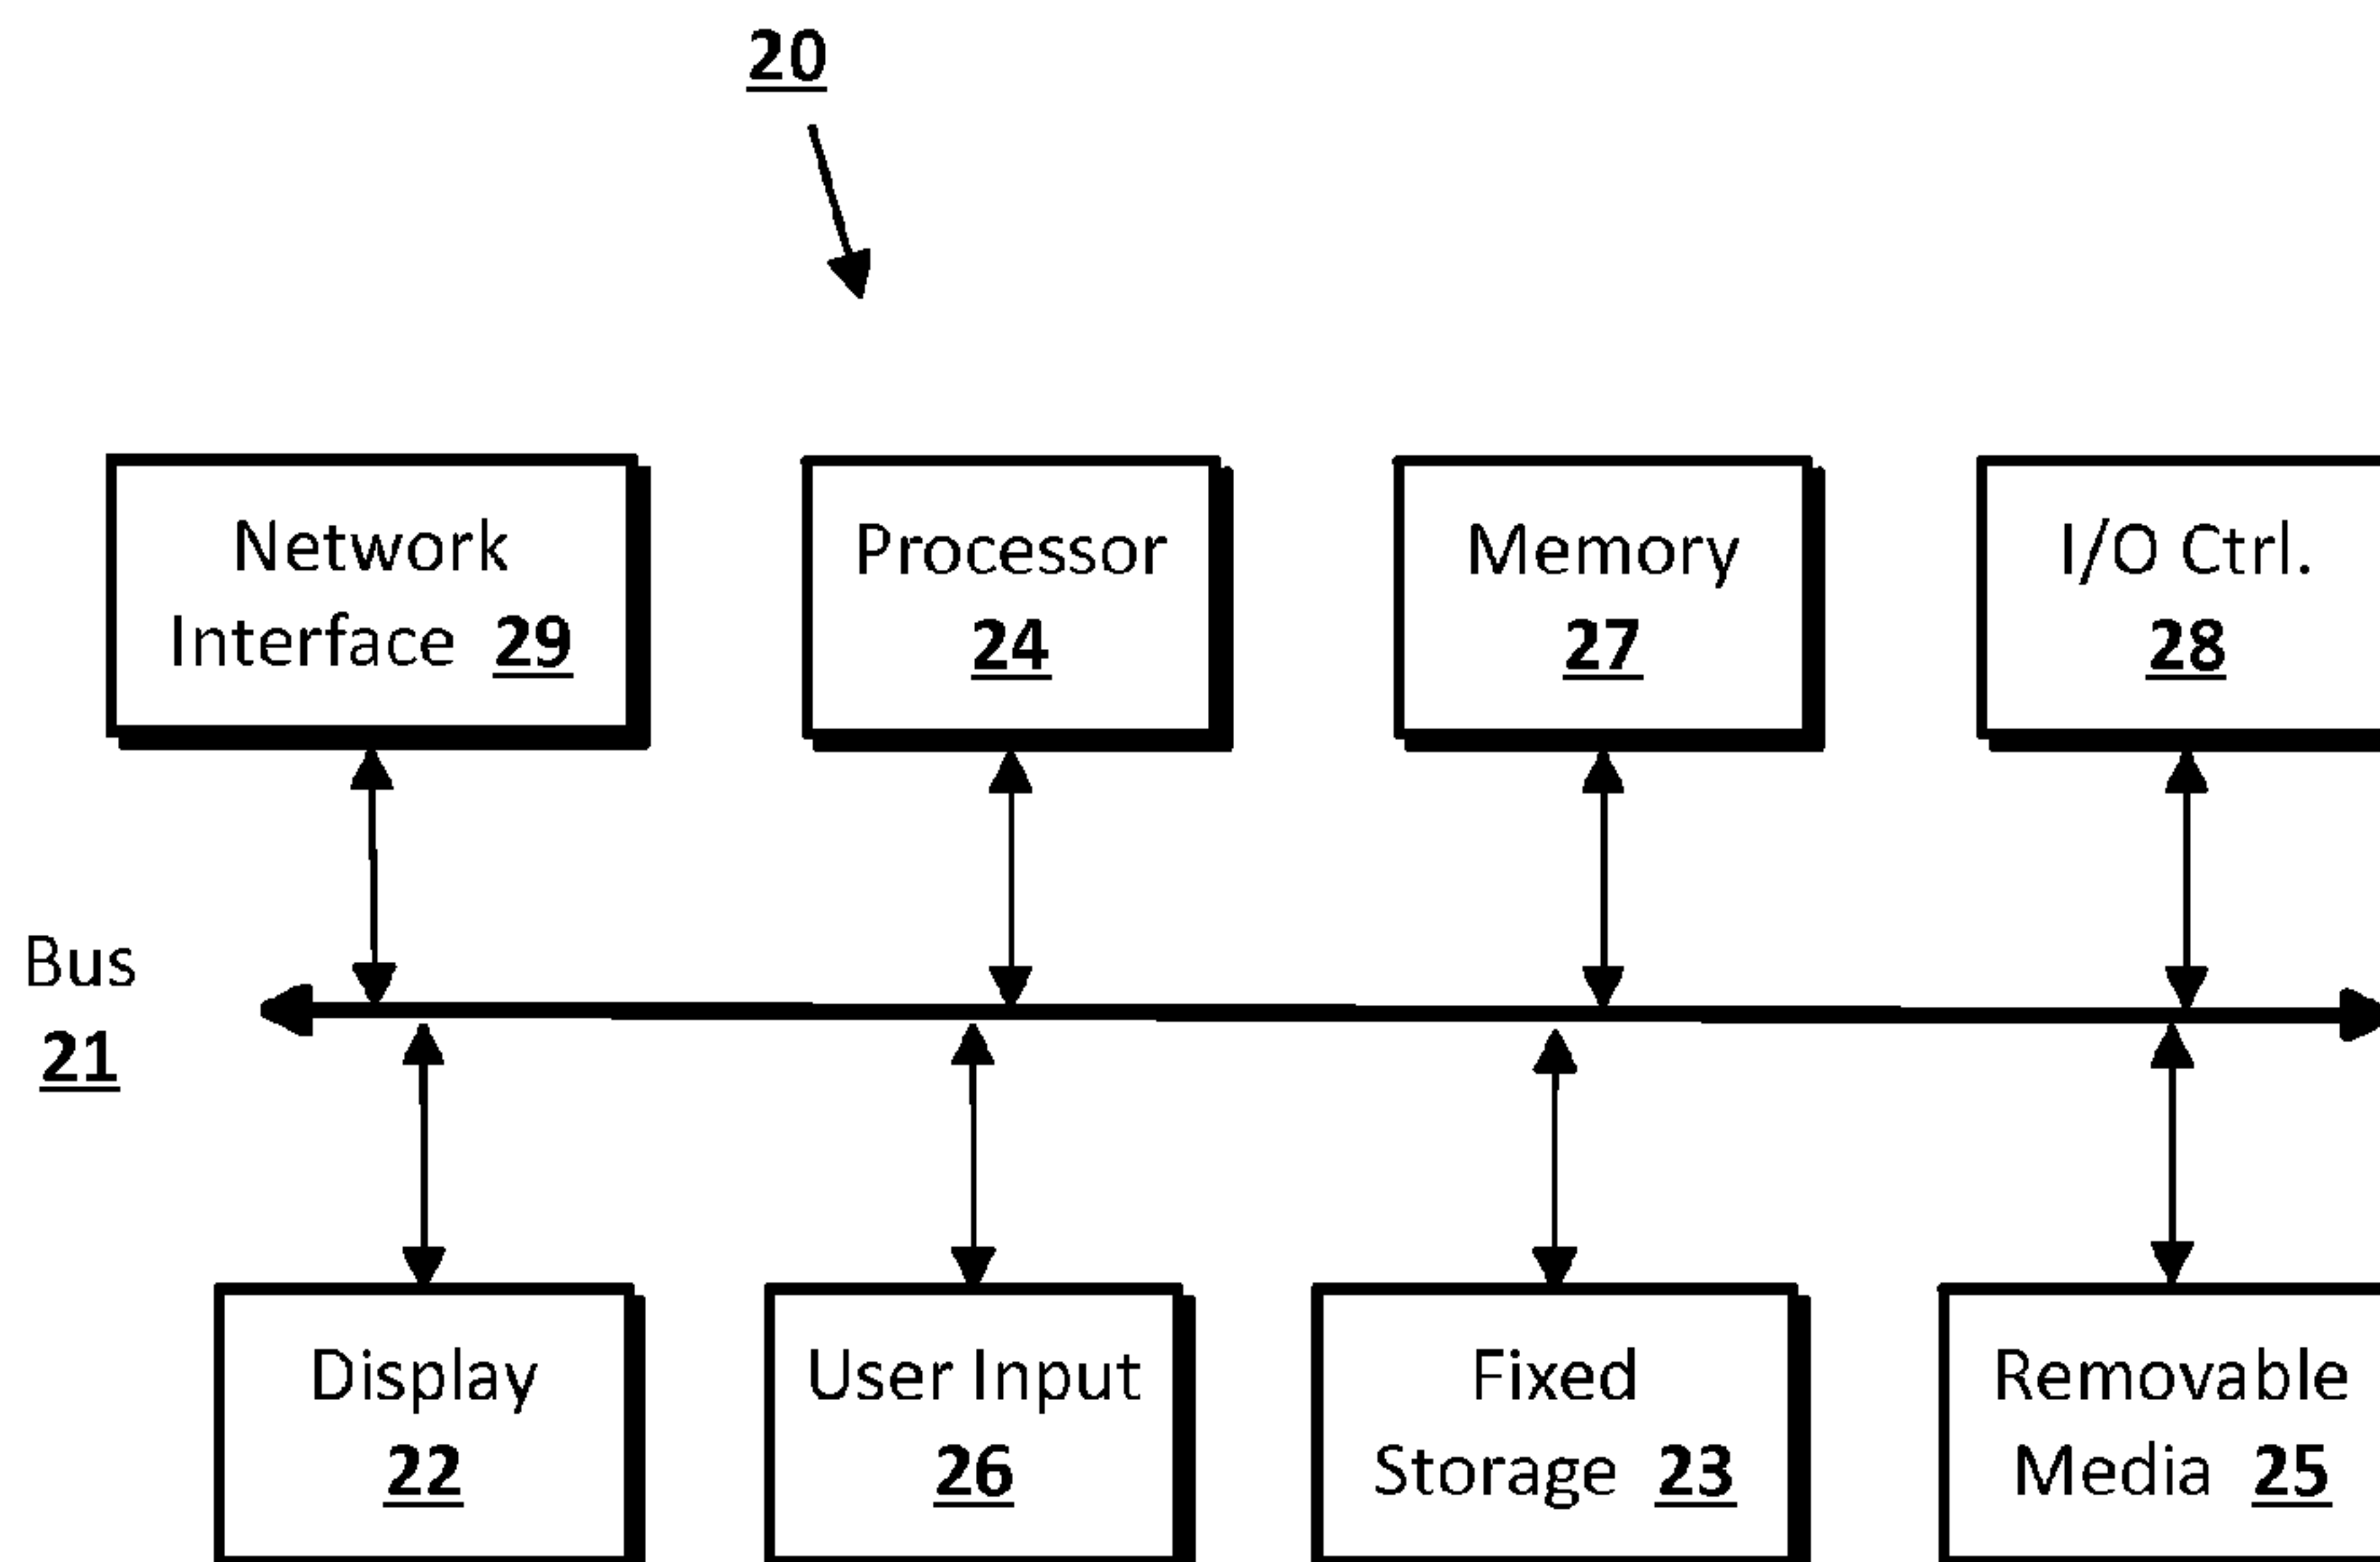 20
Network
Interface 29
Processor
24
Memory
27
I/O Ctrl.
28
Bus
21
Display
22
User Input
26
Fixed
Storage 23
Removable
Media 25